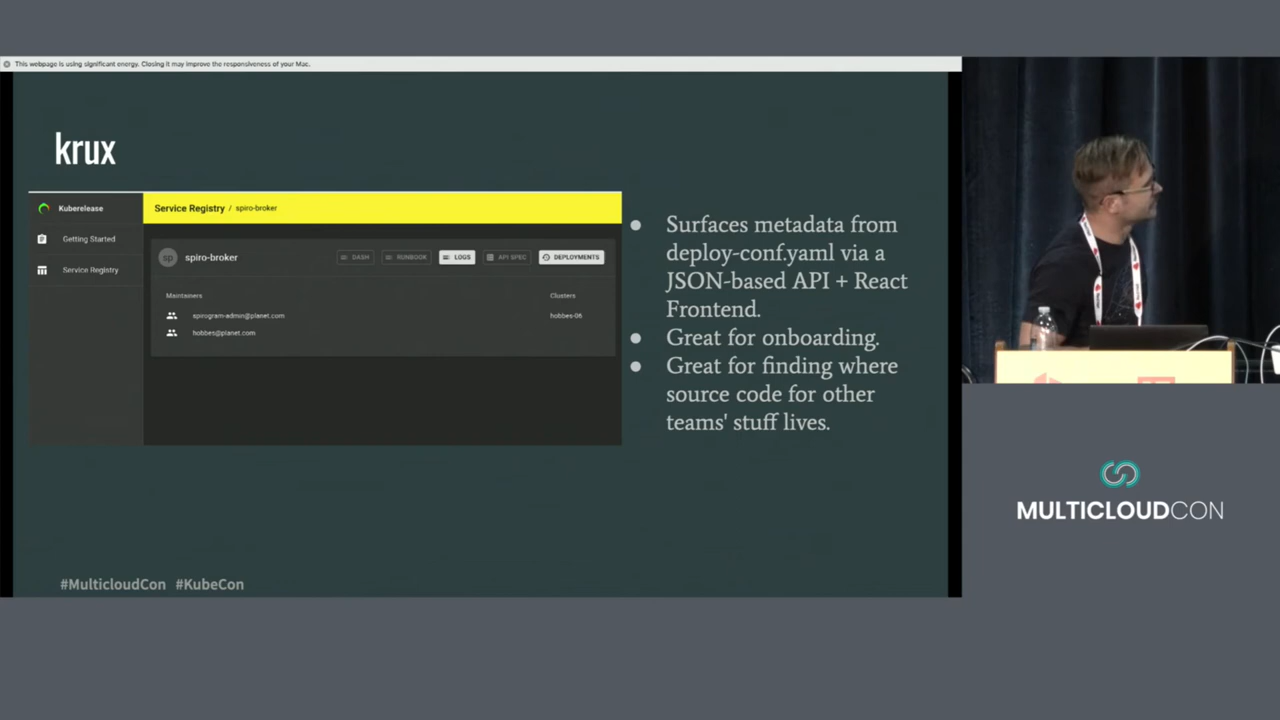 This webpage is using significant energy. Closing it may improve the responsiveness of your Mac.
krux
Kuberelease
Getting Started
Service Registry
Service Registry / spiro-broker
sp spiro-broker
DASH
RUNBOOK
LOGS
API SPEC
DEPLOYMENTS
Maintainers
Clusters
spirogram-admin@planet.com
hobbes-06
hobbes@planet.com
Surfaces metadata from
deploy-conf.yaml via a
JSON-based API + React
Frontend.
Great for onboarding.
Great for finding where
source code for other
teams' stuff lives.
#MulticloudCon #KubeCon
MULTICLOUDCON